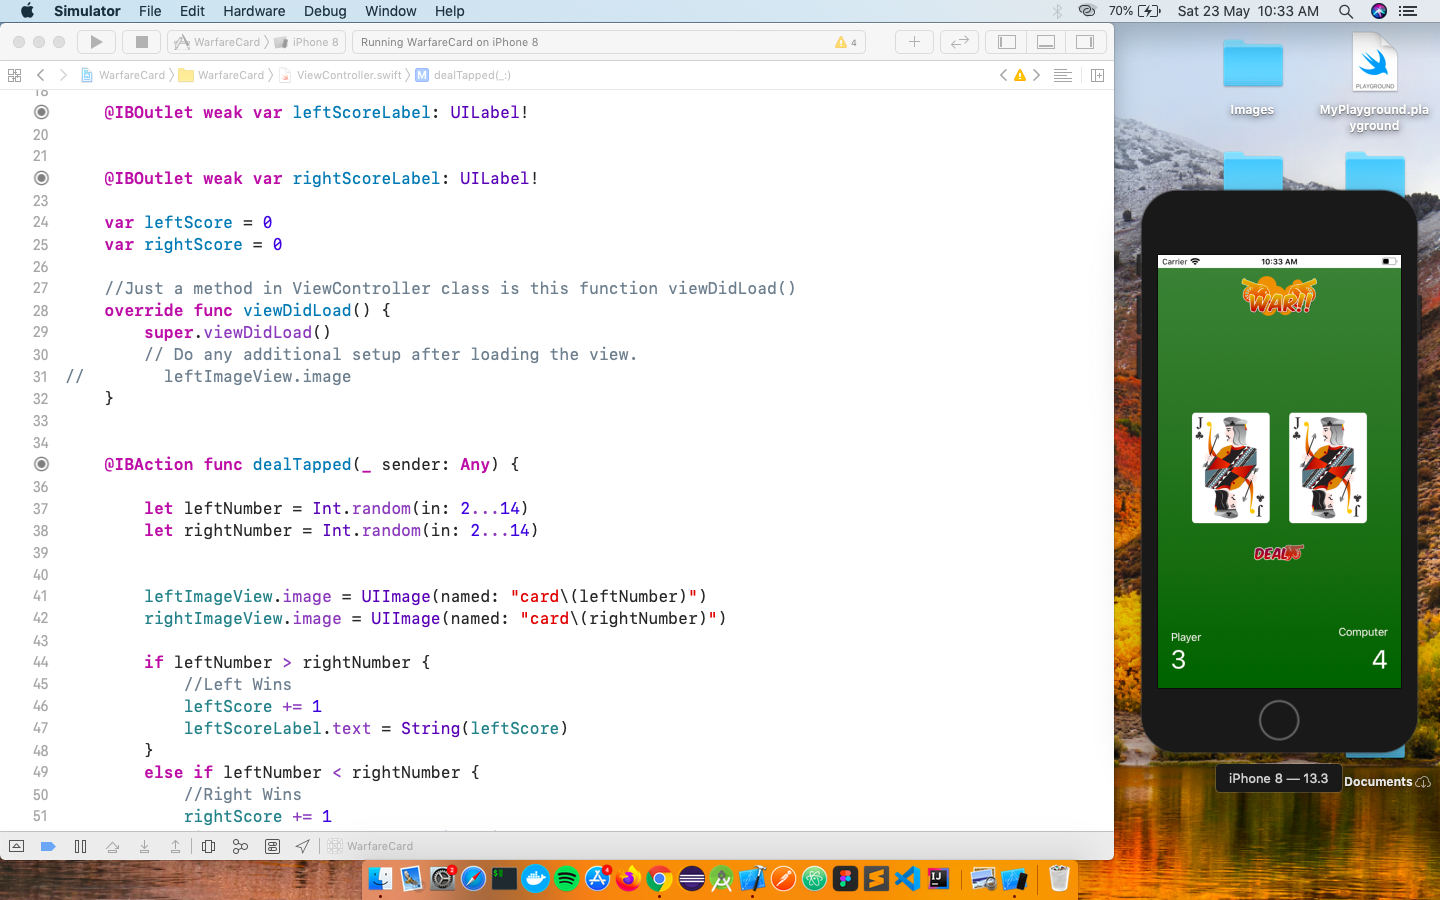 Simulator File Edit Hardware Debug Window Help 70% Sat 23 May 10:33 AM
WarfareCard iPhone 8 Running WarfareCard on iPhone 8 4
WarfareCard WarfareCard ViewController.swift M dealTapped(_:)
18
@IBOutlet weak var leftScoreLabel: UILabel!
20
21
@IBOutlet weak var rightScoreLabel: UILabel!
23
24 var leftScore = 0
25 var rightScore = 0
26
27 //Just a method in ViewController class is this function viewDidLoad()
28 override func viewDidLoad() {
29 super.viewDidLoad()
30 // Do any additional setup after loading the view.
31 // leftImageView.image
32 }
33
34
@IBAction func dealTapped(_ sender: Any) {
36
37 let leftNumber = Int.random(in: 2...14)
38 let rightNumber = Int.random(in: 2...14)
39
40
41 leftImageView.image = UIImage(named: "card\(leftNumber)")
42 rightImageView.image = UIImage(named: "card\(rightNumber)")
43
44 if leftNumber > rightNumber {
45 //Left Wins
46 leftScore += 1
47 leftScoreLabel.text = String(leftScore)
48 }
49 else if leftNumber < rightNumber {
50 //Right Wins
51 rightScore += 1
WarfareCard
Images
PLAYGROUND
MyPlayground.pla
yground
Carrier 10:33 AM
WAR!!
J J
J J
DEAL
Player Computer
3 4
iPhone 8 — 13.3
Documents
2 4
$
IJ